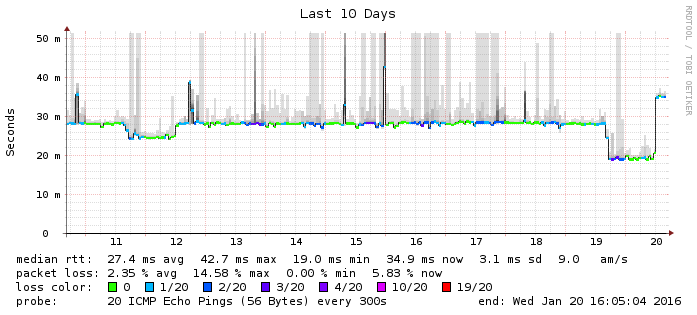 Last 10 Days
RRDTOOL / TOBI OETIKER
Seconds
50 m
40 m
30 m
20 m
10 m
0
11 12 13 14 15 16 17 18 19 20
median rtt: 27.4 ms avg 42.7 ms max 19.0 ms min 34.9 ms now 3.1 ms sd 9.0 am/s
packet loss: 2.35 % avg 14.58 % max 0.00 % min 5.83 % now
loss color: 0 1/20 2/20 3/20 4/20 10/20 19/20
probe: 20 ICMP Echo Pings (56 Bytes) every 300s end: Wed Jan 20 16:05:04 2016